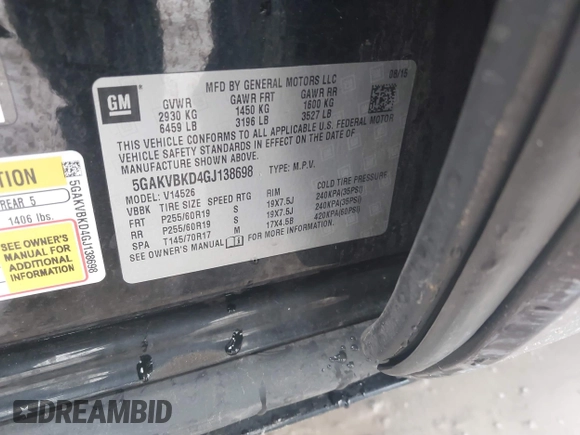 GM
MFD BY GENERAL MOTORS LLC
08/15
GVWR GAWR FRT GAWR RR
2930 KG 1450 KG 1600 KG
6459 LB 3196 LB 3527 LB
THIS VEHICLE CONFORMS TO ALL APPLICABLE U.S. FEDERAL MOTOR
VEHICLE SAFETY STANDARDS IN EFFECT ON THE DATE OF
MANUFACTURE SHOWN ABOVE.
5GAKVBKD4GJ138698 TYPE: M.P.V.
MODEL: V14526
VBBK TIRE SIZE SPEED RTG RIM COLD TIRE PRESSURE
FRT P255/60R19 S 19X7.5J 240KPA(35PSI)
RR P255/60R19 S 19X7.5J 240KPA(35PSI)
SPA T145/70R17 M 17X4.5B 420KPA(60PSI)
SEE OWNER'S MANUAL FOR MORE INFORMATION.
REAR 5
1406 lbs.
SEE OWNER'S
MANUAL FOR
ADDITIONAL
INFORMATION
5GAKVBKD4GJ138698
DREAMBID